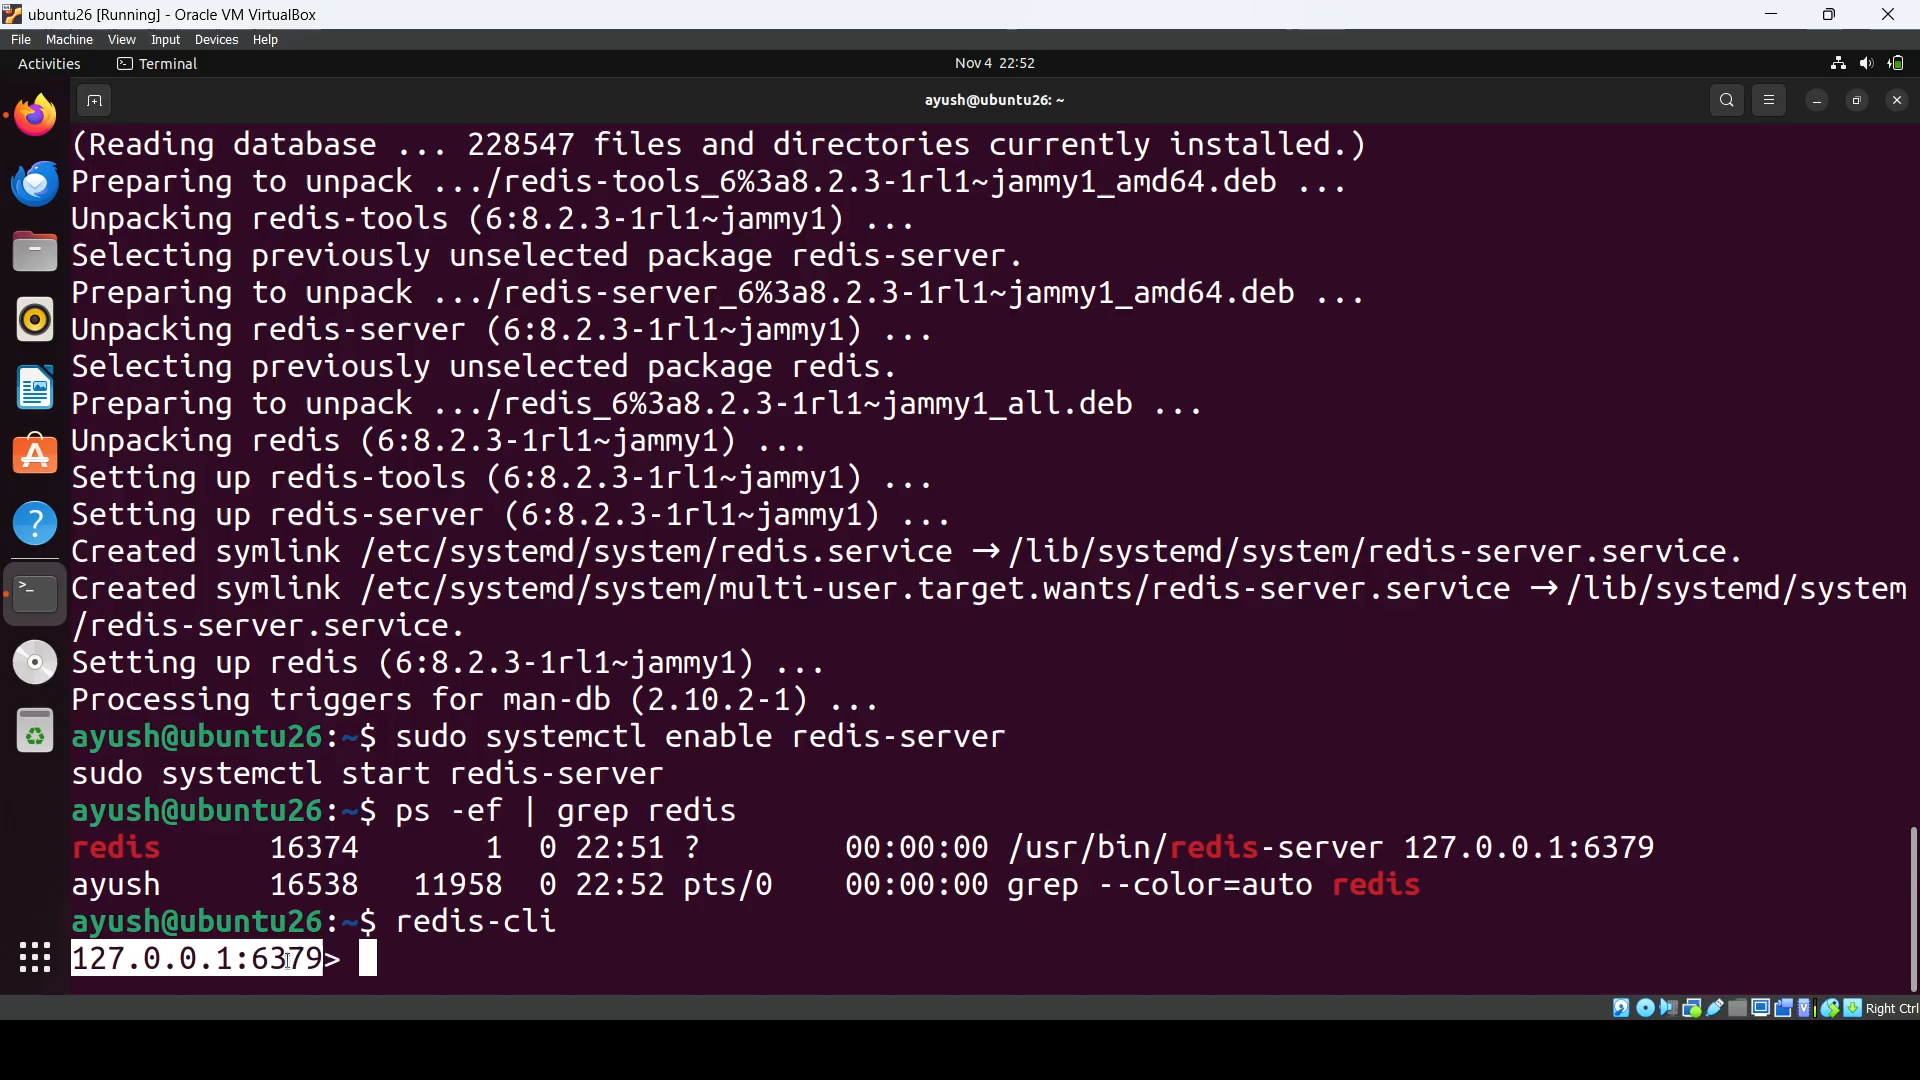 ubuntu26 [Running] - Oracle VM VirtualBox
File Machine View Input Devices Help
Activities Terminal Nov 4 22:52
ayush@ubuntu26: ~
(Reading database ... 228547 files and directories currently installed.)
Preparing to unpack .../redis-tools_6%3a8.2.3-1rl1~jammy1_amd64.deb ...
Unpacking redis-tools (6:8.2.3-1rl1~jammy1) ...
Selecting previously unselected package redis-server.
Preparing to unpack .../redis-server_6%3a8.2.3-1rl1~jammy1_amd64.deb ...
Unpacking redis-server (6:8.2.3-1rl1~jammy1) ...
Selecting previously unselected package redis.
Preparing to unpack .../redis_6%3a8.2.3-1rl1~jammy1_all.deb ...
Unpacking redis (6:8.2.3-1rl1~jammy1) ...
Setting up redis-tools (6:8.2.3-1rl1~jammy1) ...
Setting up redis-server (6:8.2.3-1rl1~jammy1) ...
Created symlink /etc/systemd/system/redis.service → /lib/systemd/system/redis-server.service.
Created symlink /etc/systemd/system/multi-user.target.wants/redis-server.service → /lib/systemd/system
/redis-server.service.
Setting up redis (6:8.2.3-1rl1~jammy1) ...
Processing triggers for man-db (2.10.2-1) ...
ayush@ubuntu26:~$ sudo systemctl enable redis-server
sudo systemctl start redis-server
ayush@ubuntu26:~$ ps -ef | grep redis
redis 16374 1 0 22:51 ? 00:00:00 /usr/bin/redis-server 127.0.0.1:6379
ayush 16538 11958 0 22:52 pts/0 00:00:00 grep --color=auto redis
ayush@ubuntu26:~$ redis-cli
127.0.0.1:6379>
Right Ctrl